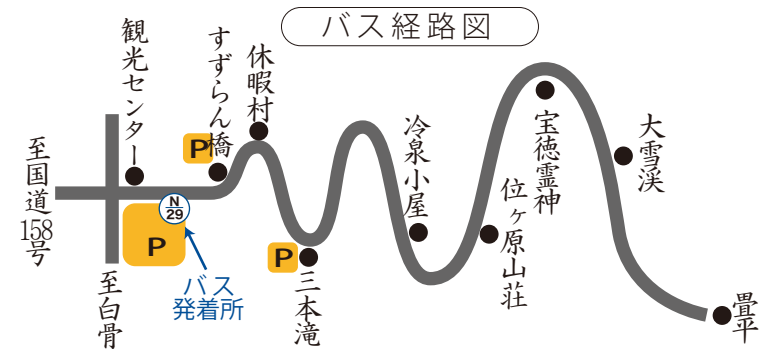 バス経路図
観光センター
すずらん橋
休暇村
P
至国道158号
N
29
P
バス
発着所
至白骨
P
三本滝
冷泉小屋
位ヶ原山荘
宝徳霊神
大雪渓
畳平